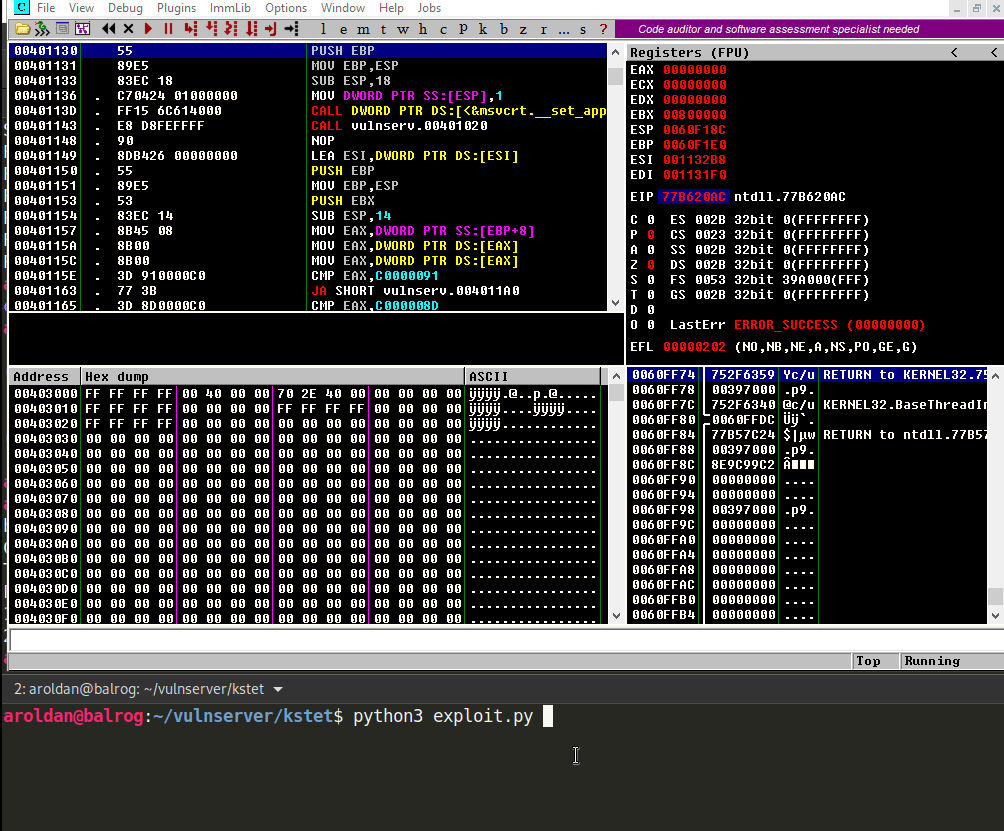 C File View Debug Plugins ImmLib Options Window Help Jobs
l e m t w h c P k b z r ... s ? Code auditor and software assessment specialist needed
00401130 55 PUSH EBP
00401131 . 89E5 MOV EBP,ESP
00401133 . 83EC 18 SUB ESP,18
00401136 . C70424 01000000 MOV DWORD PTR SS:[ESP],1
0040113D . FF15 6C614000 CALL DWORD PTR DS:[<&msvcrt.__set_app
00401143 . E8 D8FEFFFF CALL vulnserv.00401020
00401148 . 90 NOP
00401149 . 8DB426 00000000 LEA ESI,DWORD PTR DS:[ESI]
00401150 . 55 PUSH EBP
00401151 . 89E5 MOV EBP,ESP
00401153 . 53 PUSH EBX
00401154 . 83EC 14 SUB ESP,14
00401157 . 8B45 08 MOV EAX,DWORD PTR SS:[EBP+8]
0040115A . 8B00 MOV EAX,DWORD PTR DS:[EAX]
0040115C . 8B00 MOV EAX,DWORD PTR DS:[EAX]
0040115E . 3D 910000C0 CMP EAX,C0000091
00401163 . 77 3B JA SHORT vulnserv.004011A0
00401165 . 3D 8D0000C0 CMP EAX,C000008D
Registers (FPU) < <
EAX 00000000
ECX 00000000
EDX 00000000
EBX 00800000
ESP 0060F18C
EBP 0060F1E0
ESI 001132B8
EDI 001131F0
EIP 77B620AC ntdll.77B620AC
C 0 ES 002B 32bit 0(FFFFFFFF)
P 0 CS 0023 32bit 0(FFFFFFFF)
A 0 SS 002B 32bit 0(FFFFFFFF)
Z 0 DS 002B 32bit 0(FFFFFFFF)
S 0 FS 0053 32bit 39A000(FFF)
T 0 GS 002B 32bit 0(FFFFFFFF)
D 0
O 0 LastErr ERROR_SUCCESS (00000000)
EFL 00000202 (NO,NB,NE,A,NS,PO,GE,G)
Address Hex dump ASCII
00403000 FF FF FF FF 00 40 00 00 70 2E 40 00 00 00 00 00 ÿÿÿÿ.@..p.@.....
00403010 FF FF FF FF 00 00 00 00 FF FF FF FF 00 00 00 00 ÿÿÿÿ....ÿÿÿÿ....
00403020 FF FF FF FF 00 00 00 00 00 00 00 00 00 00 00 00 ÿÿÿÿ............
00403030 00 00 00 00 00 00 00 00 00 00 00 00 00 00 00 00 ................
00403040 00 00 00 00 00 00 00 00 00 00 00 00 00 00 00 00 ................
00403050 00 00 00 00 00 00 00 00 00 00 00 00 00 00 00 00 ................
00403060 00 00 00 00 00 00 00 00 00 00 00 00 00 00 00 00 ................
00403070 00 00 00 00 00 00 00 00 00 00 00 00 00 00 00 00 ................
00403080 00 00 00 00 00 00 00 00 00 00 00 00 00 00 00 00 ................
00403090 00 00 00 00 00 00 00 00 00 00 00 00 00 00 00 00 ................
004030A0 00 00 00 00 00 00 00 00 00 00 00 00 00 00 00 00 ................
004030B0 00 00 00 00 00 00 00 00 00 00 00 00 00 00 00 00 ................
004030C0 00 00 00 00 00 00 00 00 00 00 00 00 00 00 00 00 ................
004030D0 00 00 00 00 00 00 00 00 00 00 00 00 00 00 00 00 ................
004030E0 00 00 00 00 00 00 00 00 00 00 00 00 00 00 00 00 ................
004030F0 00 00 00 00 00 00 00 00 00 00 00 00 00 00 00 00 ................
0060FF74 752F6359 Yc/u RETURN to KERNEL32.75
0060FF78 00397000 .p9.
0060FF7C 752F6340 @c/u KERNEL32.BaseThreadIn
0060FF80 0060FFDC Üÿ`.
0060FF84 77B57C24 $|µw RETURN to ntdll.77B57
0060FF88 00397000 .p9.
0060FF8C 8E9C99C2
0060FF90 00000000 ....
0060FF94 00000000 ....
0060FF98 00397000 .p9.
0060FF9C 00000000 ....
0060FFA0 00000000 ....
0060FFA4 00000000 ....
0060FFA8 00000000 ....
0060FFAC 00000000 ....
0060FFB0 00000000 ....
0060FFB4 00000000 ....
Top Running
2: aroldan@balrog: ~/vulnserver/kstet
aroldan@balrog:~/vulnserver/kstet$ python3 exploit.py